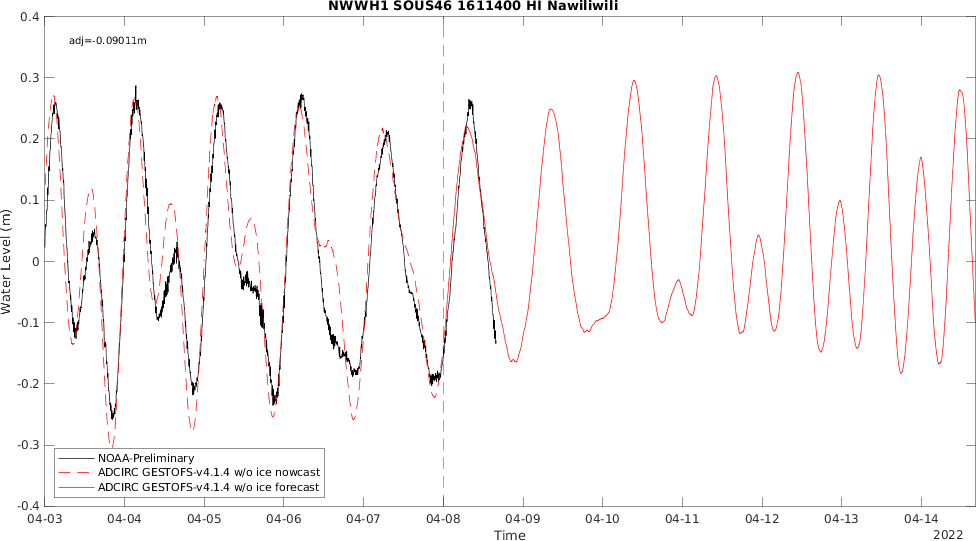 NWWH1 SOUS46 1611400 HI Nawiliwili
0.4
adj=-0.09011m
0.3
0.2
0.1
0
-0.1
-0.2
-0.3
-0.4
Water Level (m)
NOAA-Preliminary
ADCIRC GESTOFS-v4.1.4 w/o ice nowcast
ADCIRC GESTOFS-v4.1.4 w/o ice forecast
04-03 04-04 04-05 04-06 04-07 04-08 04-09 04-10 04-11 04-12 04-13 04-14
Time
2022